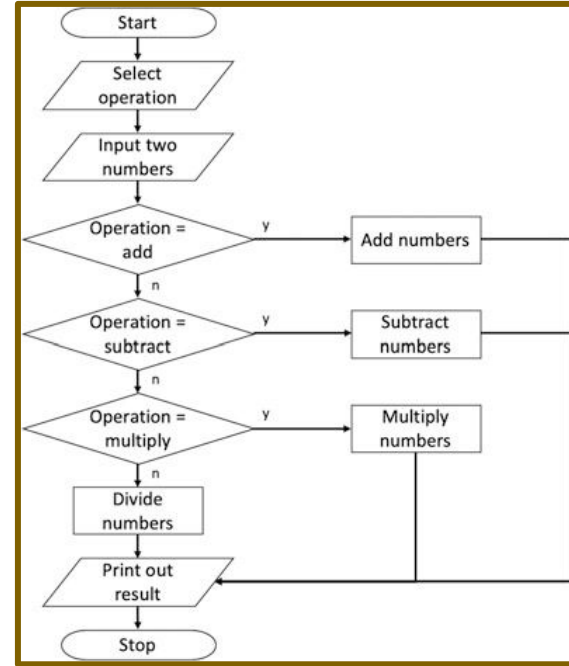 Start
Select
operation
Input two
numbers
Operation =
add
y
Add numbers
n
Operation =
subtract
y
Subtract
numbers
n
Operation =
multiply
y
Multiply
numbers
n
Divide
numbers
Print out
result
Stop